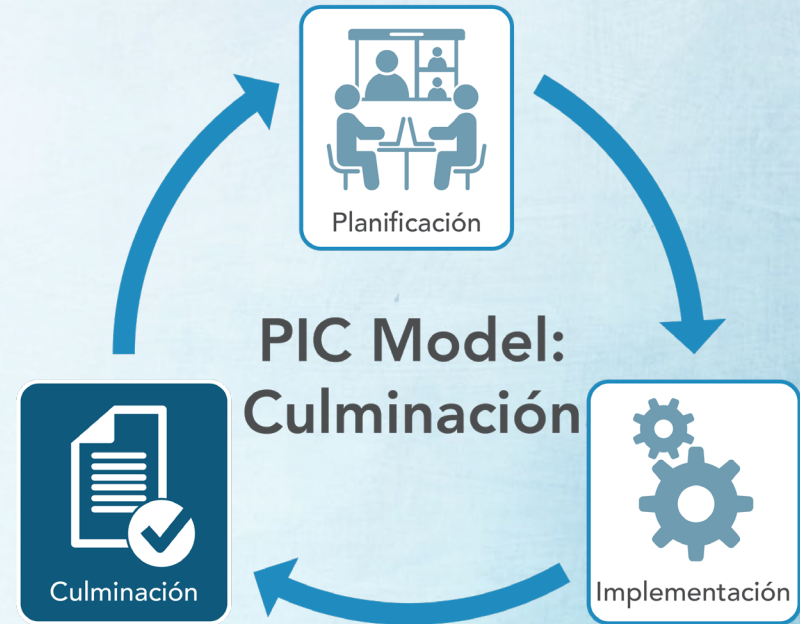 Planificación
PIC Model:
Culminación
Culminación
Implementación